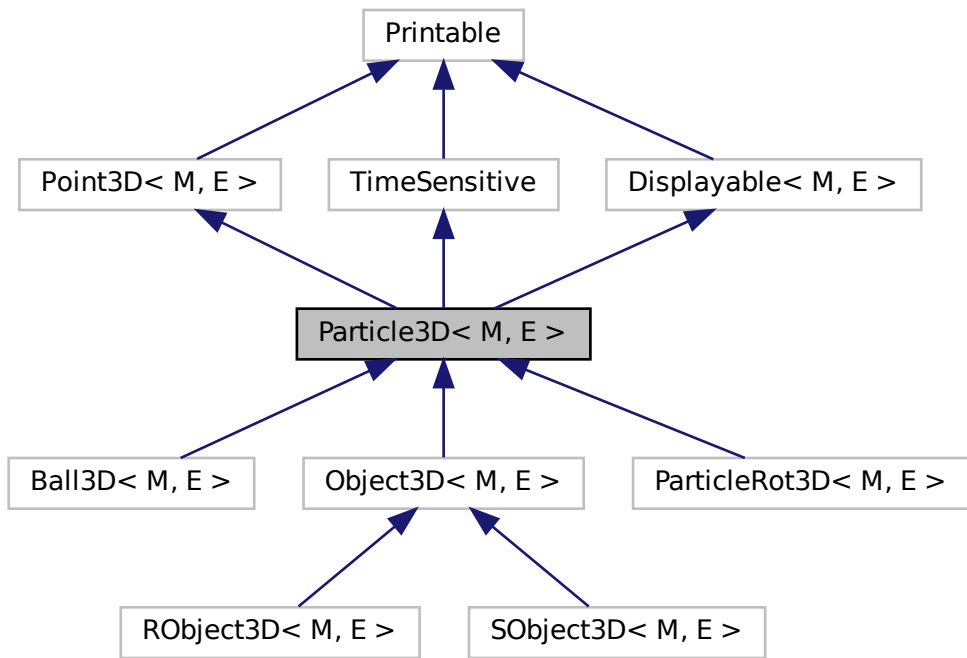 Printable
Point3D< M, E >
TimeSensitive
Displayable< M, E >
Particle3D< M, E >
Ball3D< M, E >
Object3D< M, E >
ParticleRot3D< M, E >
RObject3D< M, E >
SObject3D< M, E >